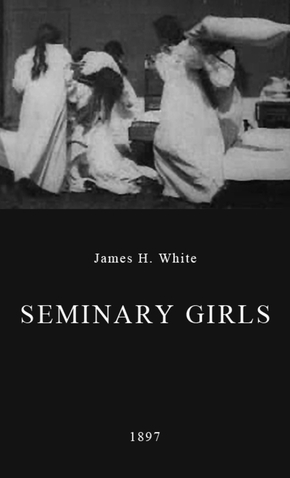 James H. White
SEMINARY GIRLS
1897